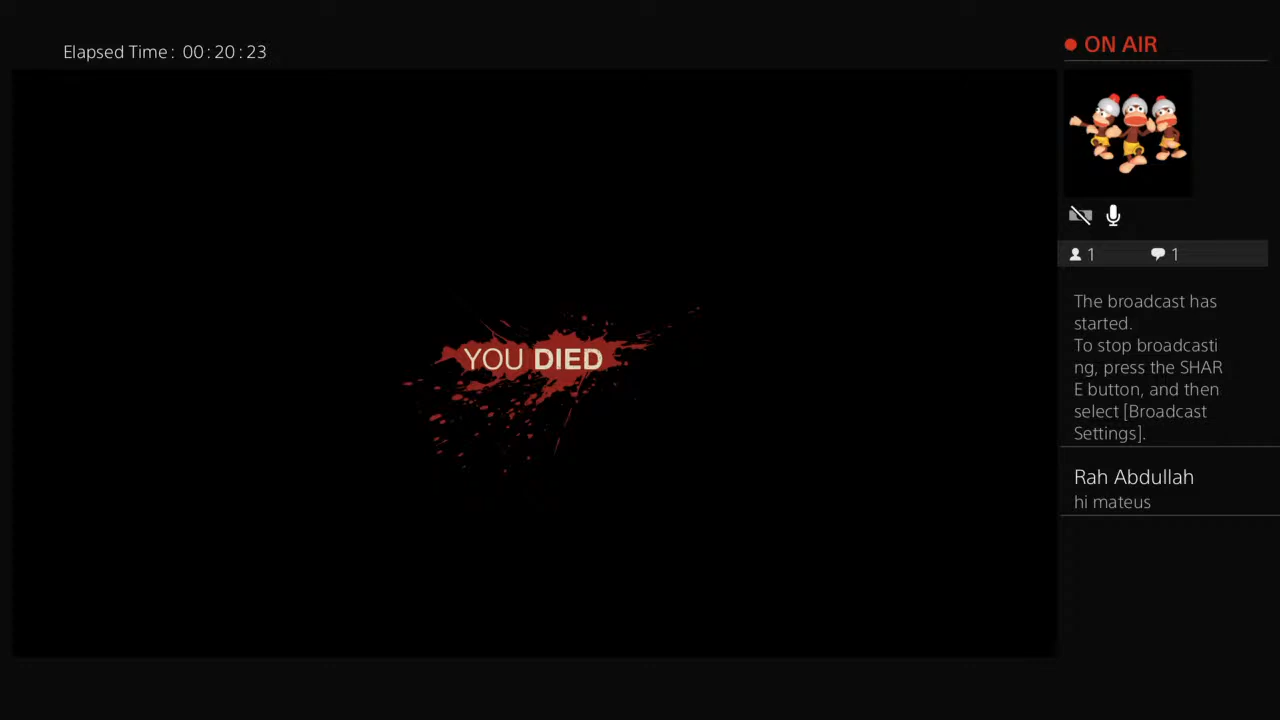 Elapsed Time: 00:20:23
ON AIR
1
1
YOU DIED
The broadcast has
started.
To stop broadcasti
ng, press the SHAR
E button, and then
select [Broadcast
Settings].
Rah Abdullah
hi mateus